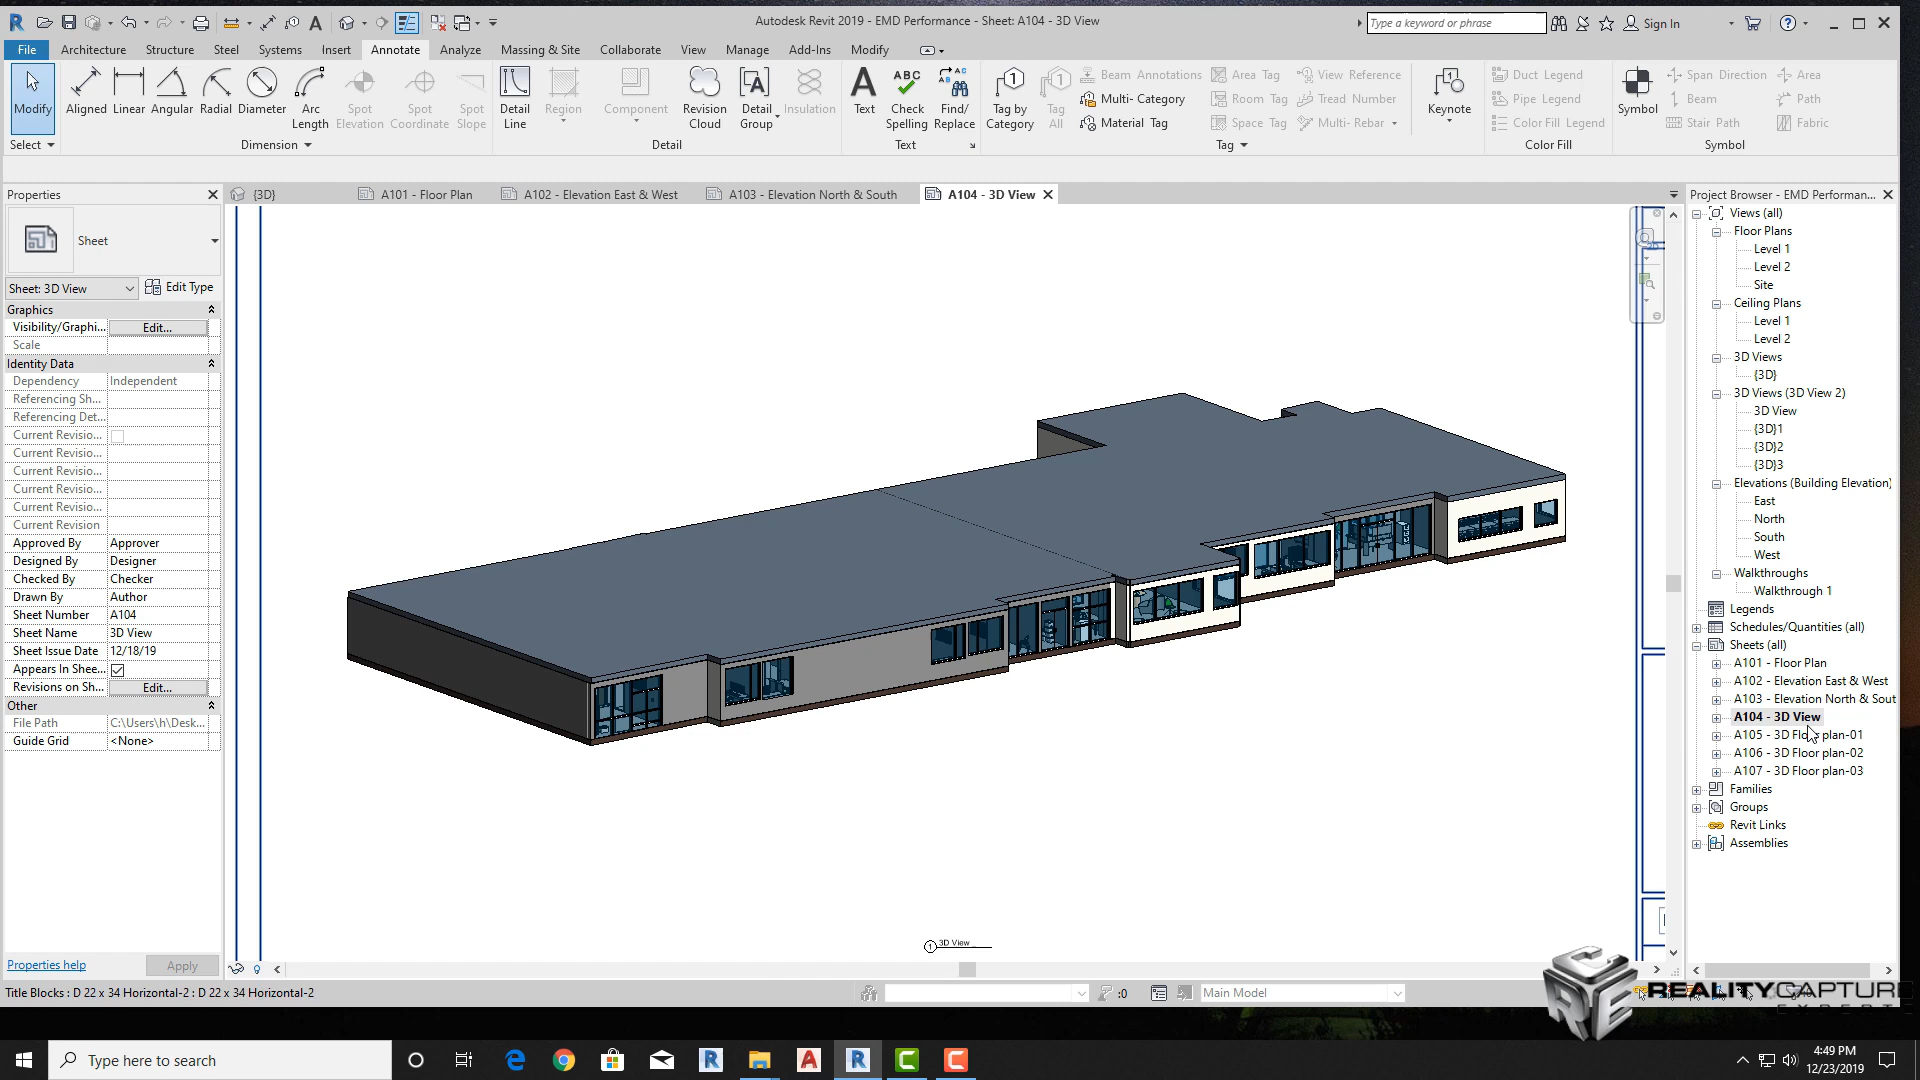 Autodesk Revit 2019 - EMD Performance - Sheet: A104 - 3D View
Type a keyword or phrase
Sign In
File Architecture Structure Steel Systems Insert Annotate Analyze Massing & Site Collaborate View Manage Add-Ins Modify
Modify
Aligned Linear Angular Radial Diameter Arc Length Spot Elevation Spot Coordinate Spot Slope
Detail Line Region Component Revision Cloud Detail Group Insulation
Text Check Spelling Find/ Replace
Tag by Category Tag All Beam Annotations Multi- Category Material Tag
Area Tag Room Tag Space Tag View Reference Tread Number Multi- Rebar
Keynote
Duct Legend Pipe Legend Color Fill Legend
Symbol Span Direction Beam Stair Path Area Path Fabric
Select Dimension Detail Text Tag Color Fill Symbol
Properties
{3D} A101 - Floor Plan A102 - Elevation East & West A103 - Elevation North & South A104 - 3D View
Sheet
Sheet: 3D View Edit Type
Graphics
Visibility/Graphi... Edit...
Scale
Identity Data
Dependency Independent
Referencing Sh...
Referencing Det...
Current Revisio...
Current Revisio...
Current Revisio...
Current Revisio...
Current Revisio...
Current Revision
Approved By Approver
Designed By Designer
Checked By Checker
Drawn By Author
Sheet Number A104
Sheet Name 3D View
Sheet Issue Date 12/18/19
Appears In Shee...
Revisions on Sh... Edit...
Other
File Path C:\Users\h\Desk...
Guide Grid <None>
Properties help Apply
1 3D View
Project Browser - EMD Performan...
Views (all)
Floor Plans
Level 1
Level 2
Site
Ceiling Plans
Level 1
Level 2
3D Views
{3D}
3D Views (3D View 2)
3D View
{3D}1
{3D}2
{3D}3
Elevations (Building Elevation)
East
North
South
West
Walkthroughs
Walkthrough 1
Legends
Schedules/Quantities (all)
Sheets (all)
A101 - Floor Plan
A102 - Elevation East & West
A103 - Elevation North & Sout
A104 - 3D View
A105 - 3D Floor plan-01
A106 - 3D Floor plan-02
A107 - 3D Floor plan-03
Families
Groups
Revit Links
Assemblies
Title Blocks : D 22 x 34 Horizontal-2 : D 22 x 34 Horizontal-2
:0
Main Model
REALITYCAPTURE
EXPERTS
Type here to search
4:49 PM
12/23/2019